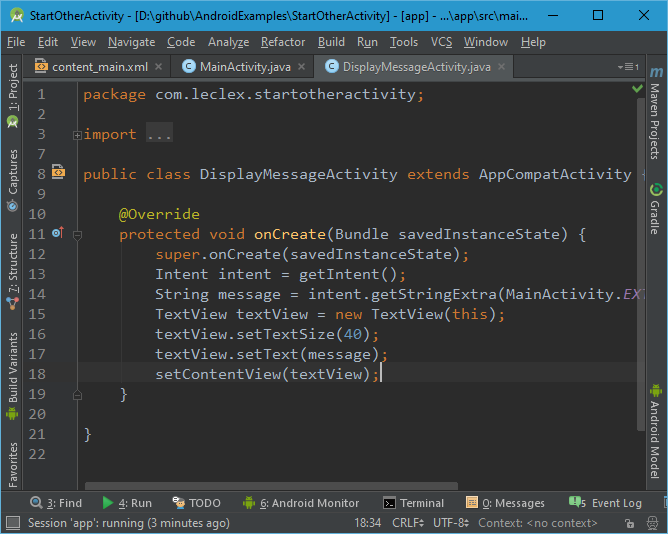 StartOtherActivity - [D:\github\AndroidExamples\StartOtherActivity] - [app] - ...\app\src\mai...
File Edit View Navigate Code Analyze Refactor Build Run Tools VCS Window Help
content_main.xml MainActivity.java DisplayMessageActivity.java
1: Project
Captures
7: Structure
Build Variants
Favorites
1 package com.leclex.startotheractivity;
2
3 import ...
7
8 public class DisplayMessageActivity extends AppCompatActivity {
9
10 @Override
11 protected void onCreate(Bundle savedInstanceState) {
12 super.onCreate(savedInstanceState);
13 Intent intent = getIntent();
14 String message = intent.getStringExtra(MainActivity.EXT
15 TextView textView = new TextView(this);
16 textView.setTextSize(40);
17 textView.setText(message);
18 setContentView(textView);
19 }
20
21 }
22
Maven Projects
Gradle
Android Model
3: Find 4: Run TODO 6: Android Monitor Terminal 0: Messages 5 Event Log
Session 'app': running (3 minutes ago) 18:34 CRLF UTF-8 Context: <no context>